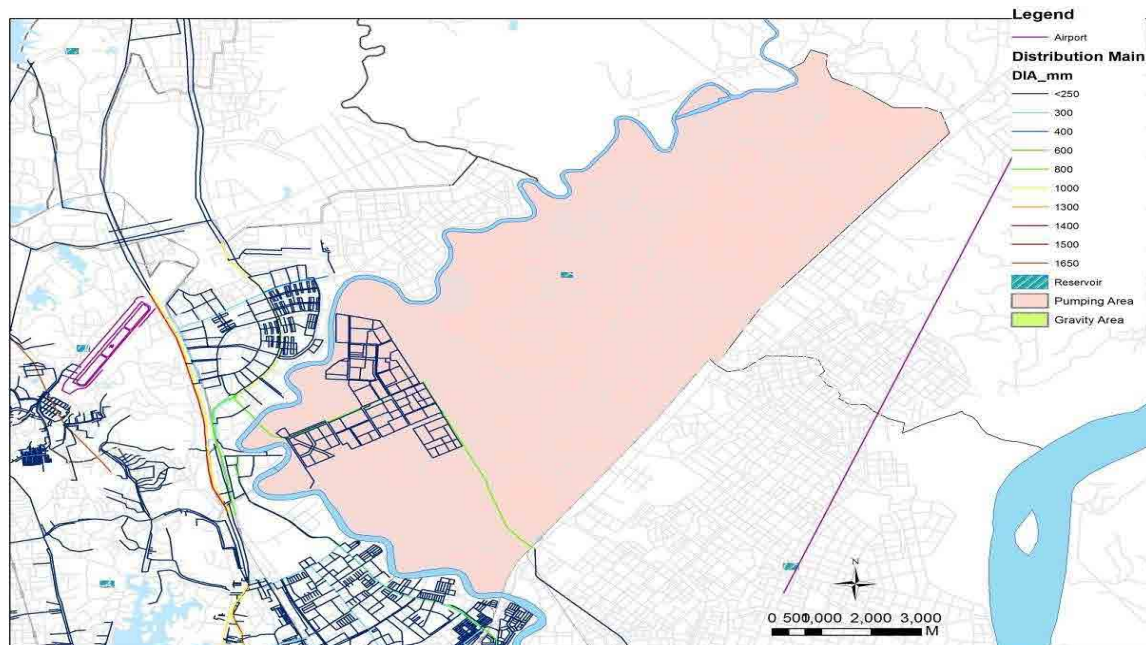 Legend
Airport
Distribution Main
DIA_mm
<250
300
400
600
800
1000
1300
1400
1500
1650
Reservoir
Pumping Area
Gravity Area
N
0 500 1,000 2,000 3,000
M